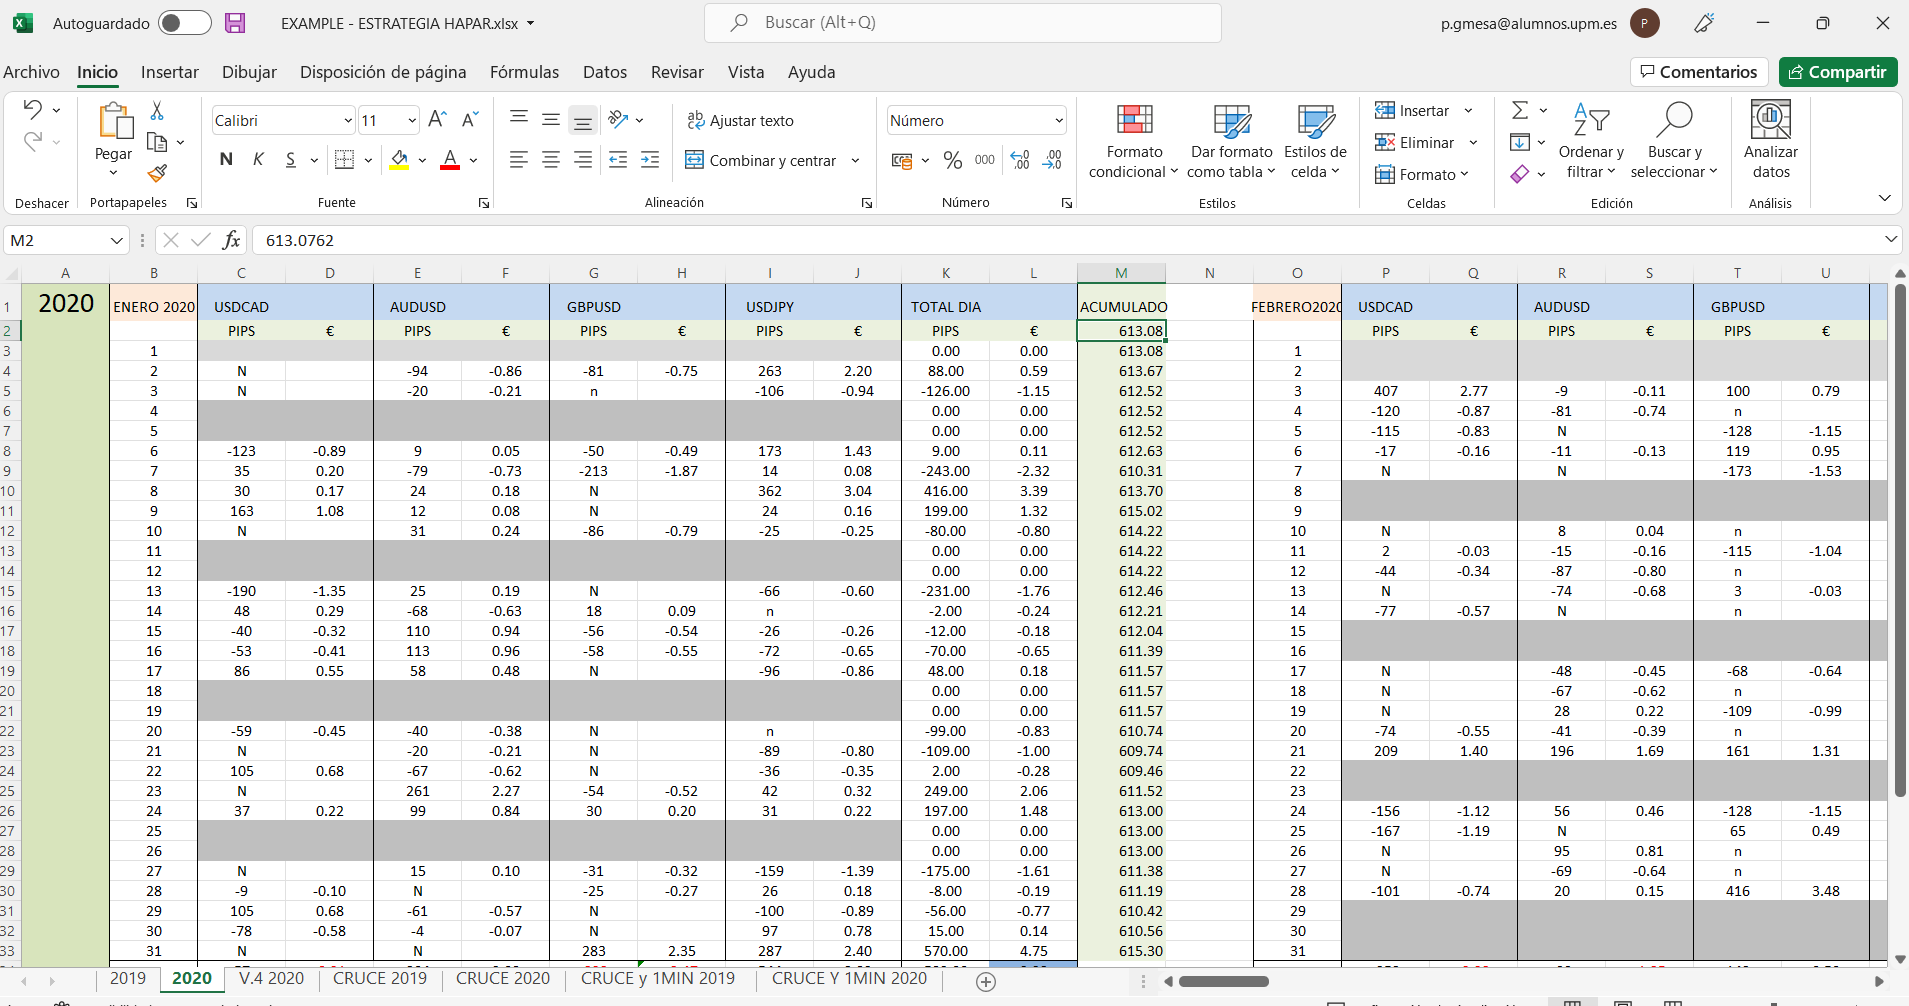 Autoguardado EXAMPLE - ESTRATEGIA HAPAR.xlsx Buscar (Alt+Q) p.gmesa@alumnos.upm.es P
Archivo Inicio Insertar Dibujar Disposición de página Fórmulas Datos Revisar Vista Ayuda Comentarios Compartir
Calibri 11 Ajustar texto Número Insertar
Pegar N K S Combinar y centrar % 000 Formato condicional Dar formato como tabla Estilos de celda Eliminar Ordenar y filtrar Buscar y seleccionar Analizar datos
Formato
Deshacer Portapapeles Fuente Alineación Número Estilos Celdas Edición Análisis
M2 fx 613.0762
A B C D E F G H I J K L M N O P Q R S T U
1 2020 ENERO 2020 USDCAD AUDUSD GBPUSD USDJPY TOTAL DIA ACUMULADO FEBRERO2020 USDCAD AUDUSD GBPUSD
2 PIPS € PIPS € PIPS € PIPS € PIPS € 613.08 PIPS € PIPS € PIPS €
3 1 0.00 0.00 613.08 1
4 2 N -94 -0.86 -81 -0.75 263 2.20 88.00 0.59 613.67 2
5 3 N -20 -0.21 n -106 -0.94 -126.00 -1.15 612.52 3 407 2.77 -9 -0.11 100 0.79
6 4 0.00 0.00 612.52 4 -120 -0.87 -81 -0.74 n
7 5 0.00 0.00 612.52 5 -115 -0.83 N -128 -1.15
8 6 -123 -0.89 9 0.05 -50 -0.49 173 1.43 9.00 0.11 612.63 6 -17 -0.16 -11 -0.13 119 0.95
9 7 35 0.20 -79 -0.73 -213 -1.87 14 0.08 -243.00 -2.32 610.31 7 N N -173 -1.53
10 8 30 0.17 24 0.18 N 362 3.04 416.00 3.39 613.70 8
11 9 163 1.08 12 0.08 N 24 0.16 199.00 1.32 615.02 9
12 10 N 31 0.24 -86 -0.79 -25 -0.25 -80.00 -0.80 614.22 10 N 8 0.04 n
13 11 0.00 0.00 614.22 11 2 -0.03 -15 -0.16 -115 -1.04
14 12 0.00 0.00 614.22 12 -44 -0.34 -87 -0.80 n
15 13 -190 -1.35 25 0.19 N -66 -0.60 -231.00 -1.76 612.46 13 N -74 -0.68 3 -0.03
16 14 48 0.29 -68 -0.63 18 0.09 n -2.00 -0.24 612.21 14 -77 -0.57 N n
17 15 -40 -0.32 110 0.94 -56 -0.54 -26 -0.26 -12.00 -0.18 612.04 15
18 16 -53 -0.41 113 0.96 -58 -0.55 -72 -0.65 -70.00 -0.65 611.39 16
19 17 86 0.55 58 0.48 N -96 -0.86 48.00 0.18 611.57 17 N -48 -0.45 -68 -0.64
20 18 0.00 0.00 611.57 18 N -67 -0.62 n
21 19 0.00 0.00 611.57 19 N 28 0.22 -109 -0.99
22 20 -59 -0.45 -40 -0.38 N n -99.00 -0.83 610.74 20 -74 -0.55 -41 -0.39 n
23 21 N -20 -0.21 N -89 -0.80 -109.00 -1.00 609.74 21 209 1.40 196 1.69 161 1.31
24 22 105 0.68 -67 -0.62 N -36 -0.35 2.00 -0.28 609.46 22
25 23 N 261 2.27 -54 -0.52 42 0.32 249.00 2.06 611.52 23
26 24 37 0.22 99 0.84 30 0.20 31 0.22 197.00 1.48 613.00 24 -156 -1.12 56 0.46 -128 -1.15
27 25 0.00 0.00 613.00 25 -167 -1.19 N 65 0.49
28 26 0.00 0.00 613.00 26 N 95 0.81 n
29 27 N 15 0.10 -31 -0.32 -159 -1.39 -175.00 -1.61 611.38 27 N -69 -0.64 n
30 28 -9 -0.10 N -25 -0.27 26 0.18 -8.00 -0.19 611.19 28 -101 -0.74 20 0.15 416 3.48
31 29 105 0.68 -61 -0.57 N -100 -0.89 -56.00 -0.77 610.42 29
32 30 -78 -0.58 -4 -0.07 N 97 0.78 15.00 0.14 610.56 30
33 31 N N 283 2.35 287 2.40 570.00 4.75 615.30 31
2019 2020 V.4 2020 CRUCE 2019 CRUCE 2020 CRUCE y 1MIN 2019 CRUCE Y 1MIN 2020